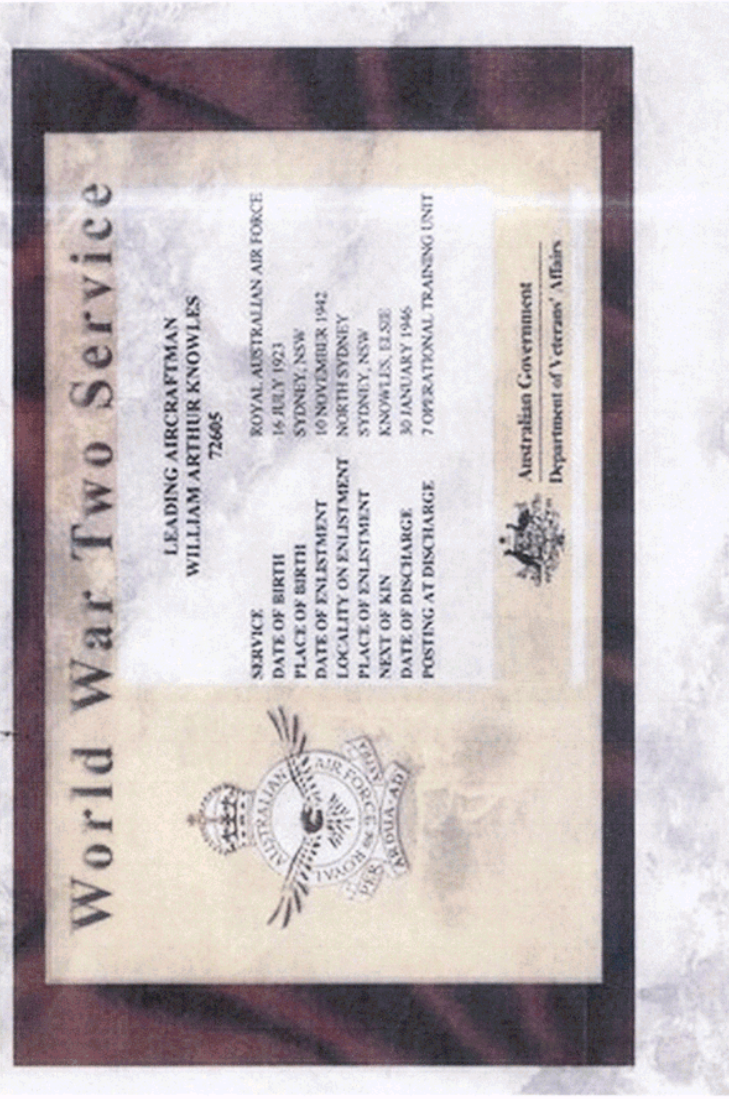 World War Two Service
LEADING AIRCRAFTMAN
WILLIAM ARTHUR KNOWLES
72605
SERVICE ROYAL AUSTRALIAN AIR FORCE
DATE OF BIRTH 16 JULY 1923
PLACE OF BIRTH SYDNEY, NSW
DATE OF ENLISTMENT 10 NOVEMBER 1942
LOCALITY ON ENLISTMENT NORTH SYDNEY
PLACE OF ENLISTMENT SYDNEY, NSW
NEXT OF KIN KNOWLES, ELSIE
DATE OF DISCHARGE 30 JANUARY 1946
POSTING AT DISCHARGE 7 OPERATIONAL TRAINING UNIT
ROYAL AUSTRALIAN AIR FORCE
PER ARDUA AD ASTRA
Australian Government
Department of Veterans' Affairs